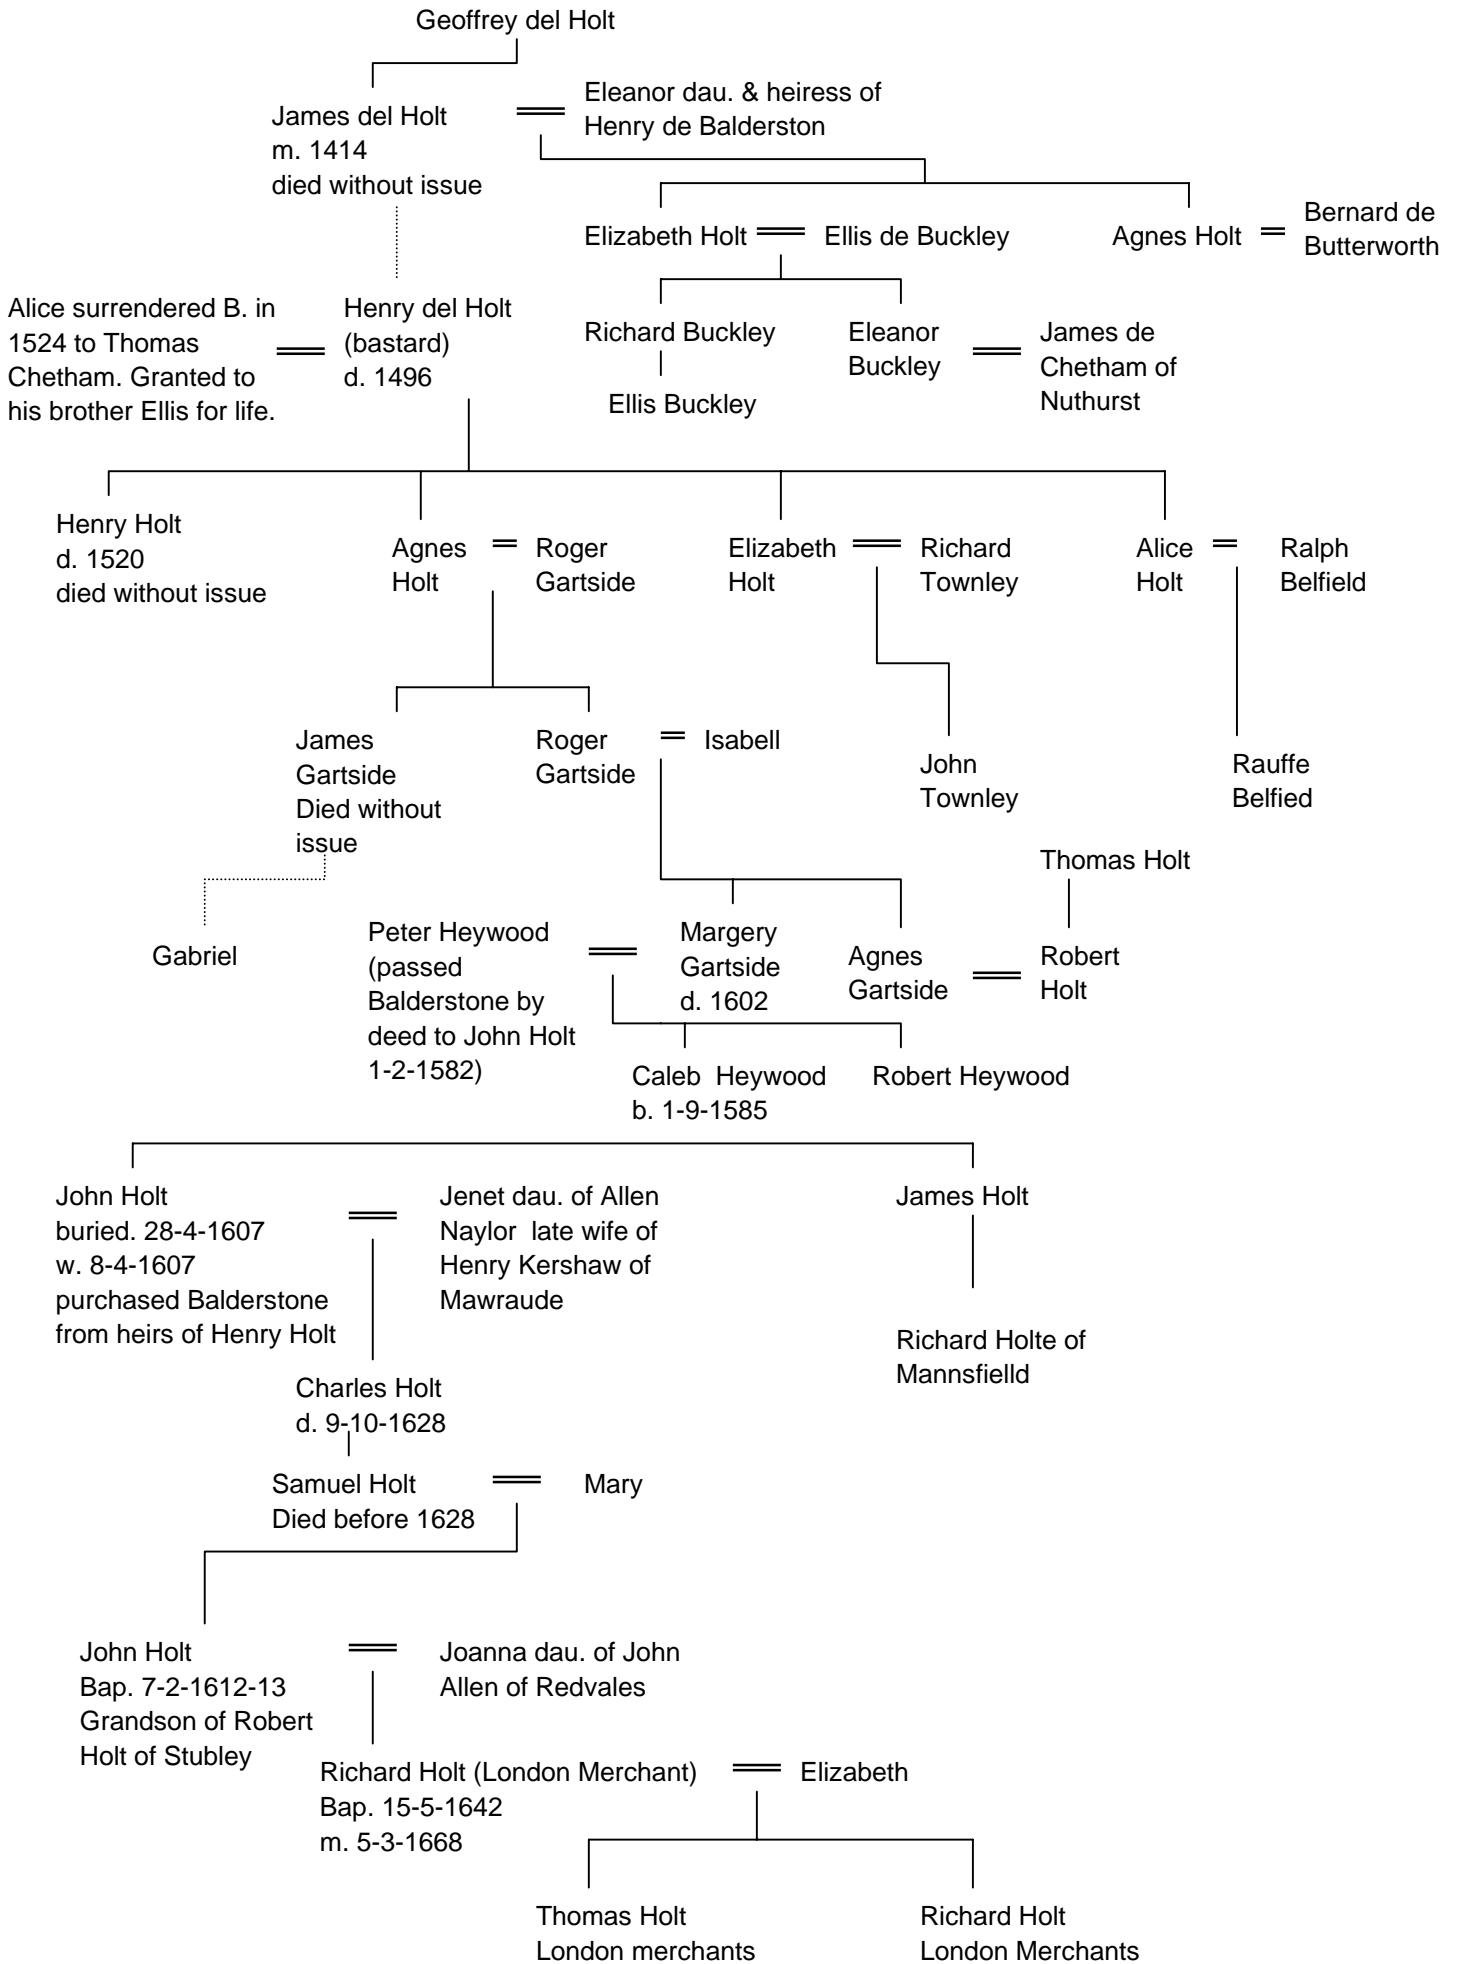 Geoffrey del Holt
James del Holt
m. 1414
died without issue
Eleanor dau. & heiress of
Henry de Balderston
Elizabeth Holt
Ellis de Buckley
Agnes Holt
Bernard de
Butterworth
Alice surrendered B. in
1524 to Thomas
Chetham. Granted to
his brother Ellis for life.
Henry del Holt
(bastard)
d. 1496
Richard Buckley
Eleanor
Buckley
James de
Chetham of
Nuthurst
Ellis Buckley
Henry Holt
d. 1520
died without issue
Agnes
Holt
Roger
Gartside
Elizabeth
Holt
Richard
Townley
Alice
Holt
Ralph
Belfield
James
Gartside
Died without
issue
Roger
Gartside
Isabell
John
Townley
Rauffe
Belfied
Thomas Holt
Gabriel
Peter Heywood
(passed
Balderstone by
deed to John Holt
1-2-1582)
Margery
Gartside
d. 1602
Agnes
Gartside
Robert
Holt
Caleb Heywood
b. 1-9-1585
Robert Heywood
John Holt
buried. 28-4-1607
w. 8-4-1607
purchased Balderstone
from heirs of Henry Holt
Jenet dau. of Allen
Naylor late wife of
Henry Kershaw of
Mawraude
James Holt
Richard Holte of
Mannsfielld
Charles Holt
d. 9-10-1628
Samuel Holt
Died before 1628
Mary
John Holt
Bap. 7-2-1612-13
Grandson of Robert
Holt of Stubley
Joanna dau. of John
Allen of Redvales
Richard Holt (London Merchant)
Bap. 15-5-1642
m. 5-3-1668
Elizabeth
Thomas Holt
London merchants
Richard Holt
London Merchants